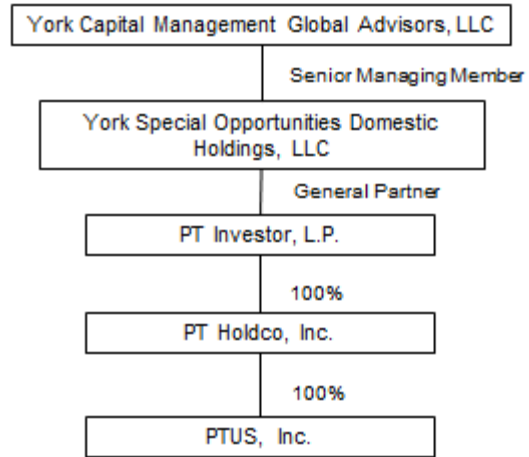 York Capital Management Global Advisors, LLC
Senior Managing Member
York Special Opportunities Domestic
Holdings, LLC
General Partner
PT Investor, L.P.
100%
PT Holdco, Inc.
100%
PTUS, Inc.